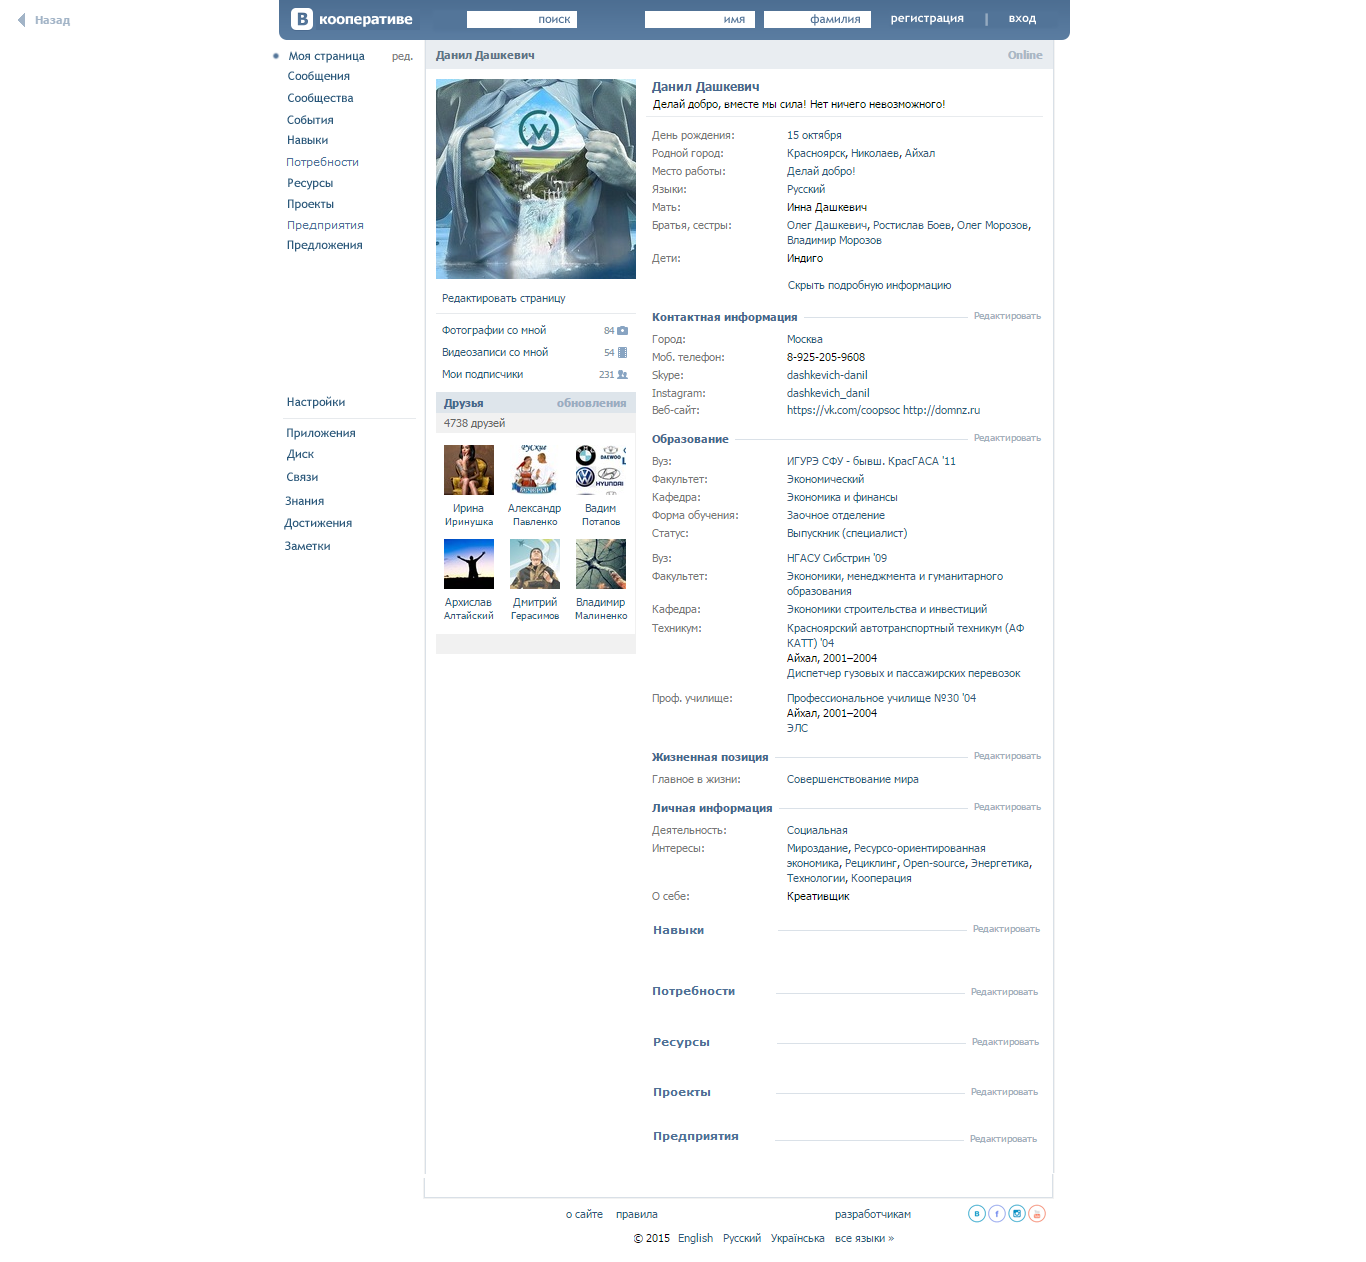 Назад
В кооперативе
поиск
имя
фамилия
регистрация | вход
Моя страница ред.
Сообщения
Сообщества
События
Навыки
Потребности
Ресурсы
Проекты
Предприятия
Предложения
Настройки
Приложения
Диск
Связи
Знания
Достижения
Заметки
Данил Дашкевич Online
Редактировать страницу
Фотографии со мной 84
Видеозаписи со мной 54
Мои подписчики 231
Друзья обновления
4738 друзей
Ирина Иринушка
Александр Павленко
Вадим Потапов
Архислав Алтайский
Дмитрий Герасимов
Владимир Малиненко
Данил Дашкевич
Делай добро, вместе мы сила! Нет ничего невозможного!
День рождения: 15 октября
Родной город: Красноярск, Николаев, Айхал
Место работы: Делай добро!
Языки: Русский
Мать: Инна Дашкевич
Братья, сестры: Олег Дашкевич, Ростислав Боев, Олег Морозов,
Владимир Морозов
Дети: Индиго
Скрыть подробную информацию
Контактная информация Редактировать
Город: Москва
Моб. телефон: 8-925-205-9608
Skype: dashkevich-danil
Instagram: dashkevich_danil
Веб-сайт: https://vk.com/coopsoc http://domnz.ru
Образование Редактировать
Вуз: ИГУРЭ СФУ - бывш. КрасГАСА '11
Факультет: Экономический
Кафедра: Экономика и финансы
Форма обучения: Заочное отделение
Статус: Выпускник (специалист)
Вуз: НГАСУ Сибстрин '09
Факультет: Экономики, менеджмента и гуманитарного
образования
Кафедра: Экономики строительства и инвестиций
Техникум: Красноярский автотранспортный техникум (АФ
КАТТ) '04
Айхал, 2001–2004
Диспетчер гузовых и пассажирских перевозок
Проф. училище: Профессиональное училище №30 '04
Айхал, 2001–2004
ЭЛС
Жизненная позиция Редактировать
Главное в жизни: Совершенствование мира
Личная информация Редактировать
Деятельность: Социальная
Интересы: Мироздание, Ресурсо-ориентированная
экономика, Рециклинг, Open-source, Энергетика,
Технологии, Кооперация
О себе: Креативщик
Навыки Редактировать
Потребности Редактировать
Ресурсы Редактировать
Проекты Редактировать
Предприятия Редактировать
о сайте правила разработчикам
© 2015 English Русский Українська все языки »